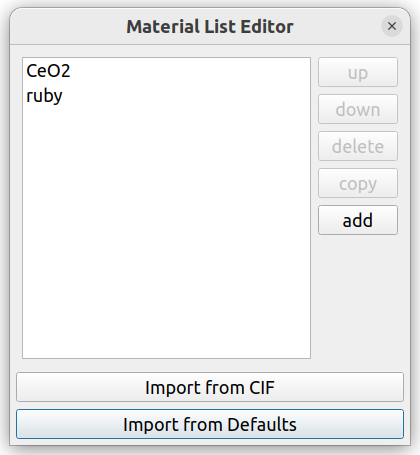 Material List Editor
CeO2
ruby
up
down
delete
copy
add
Import from CIF
Import from Defaults